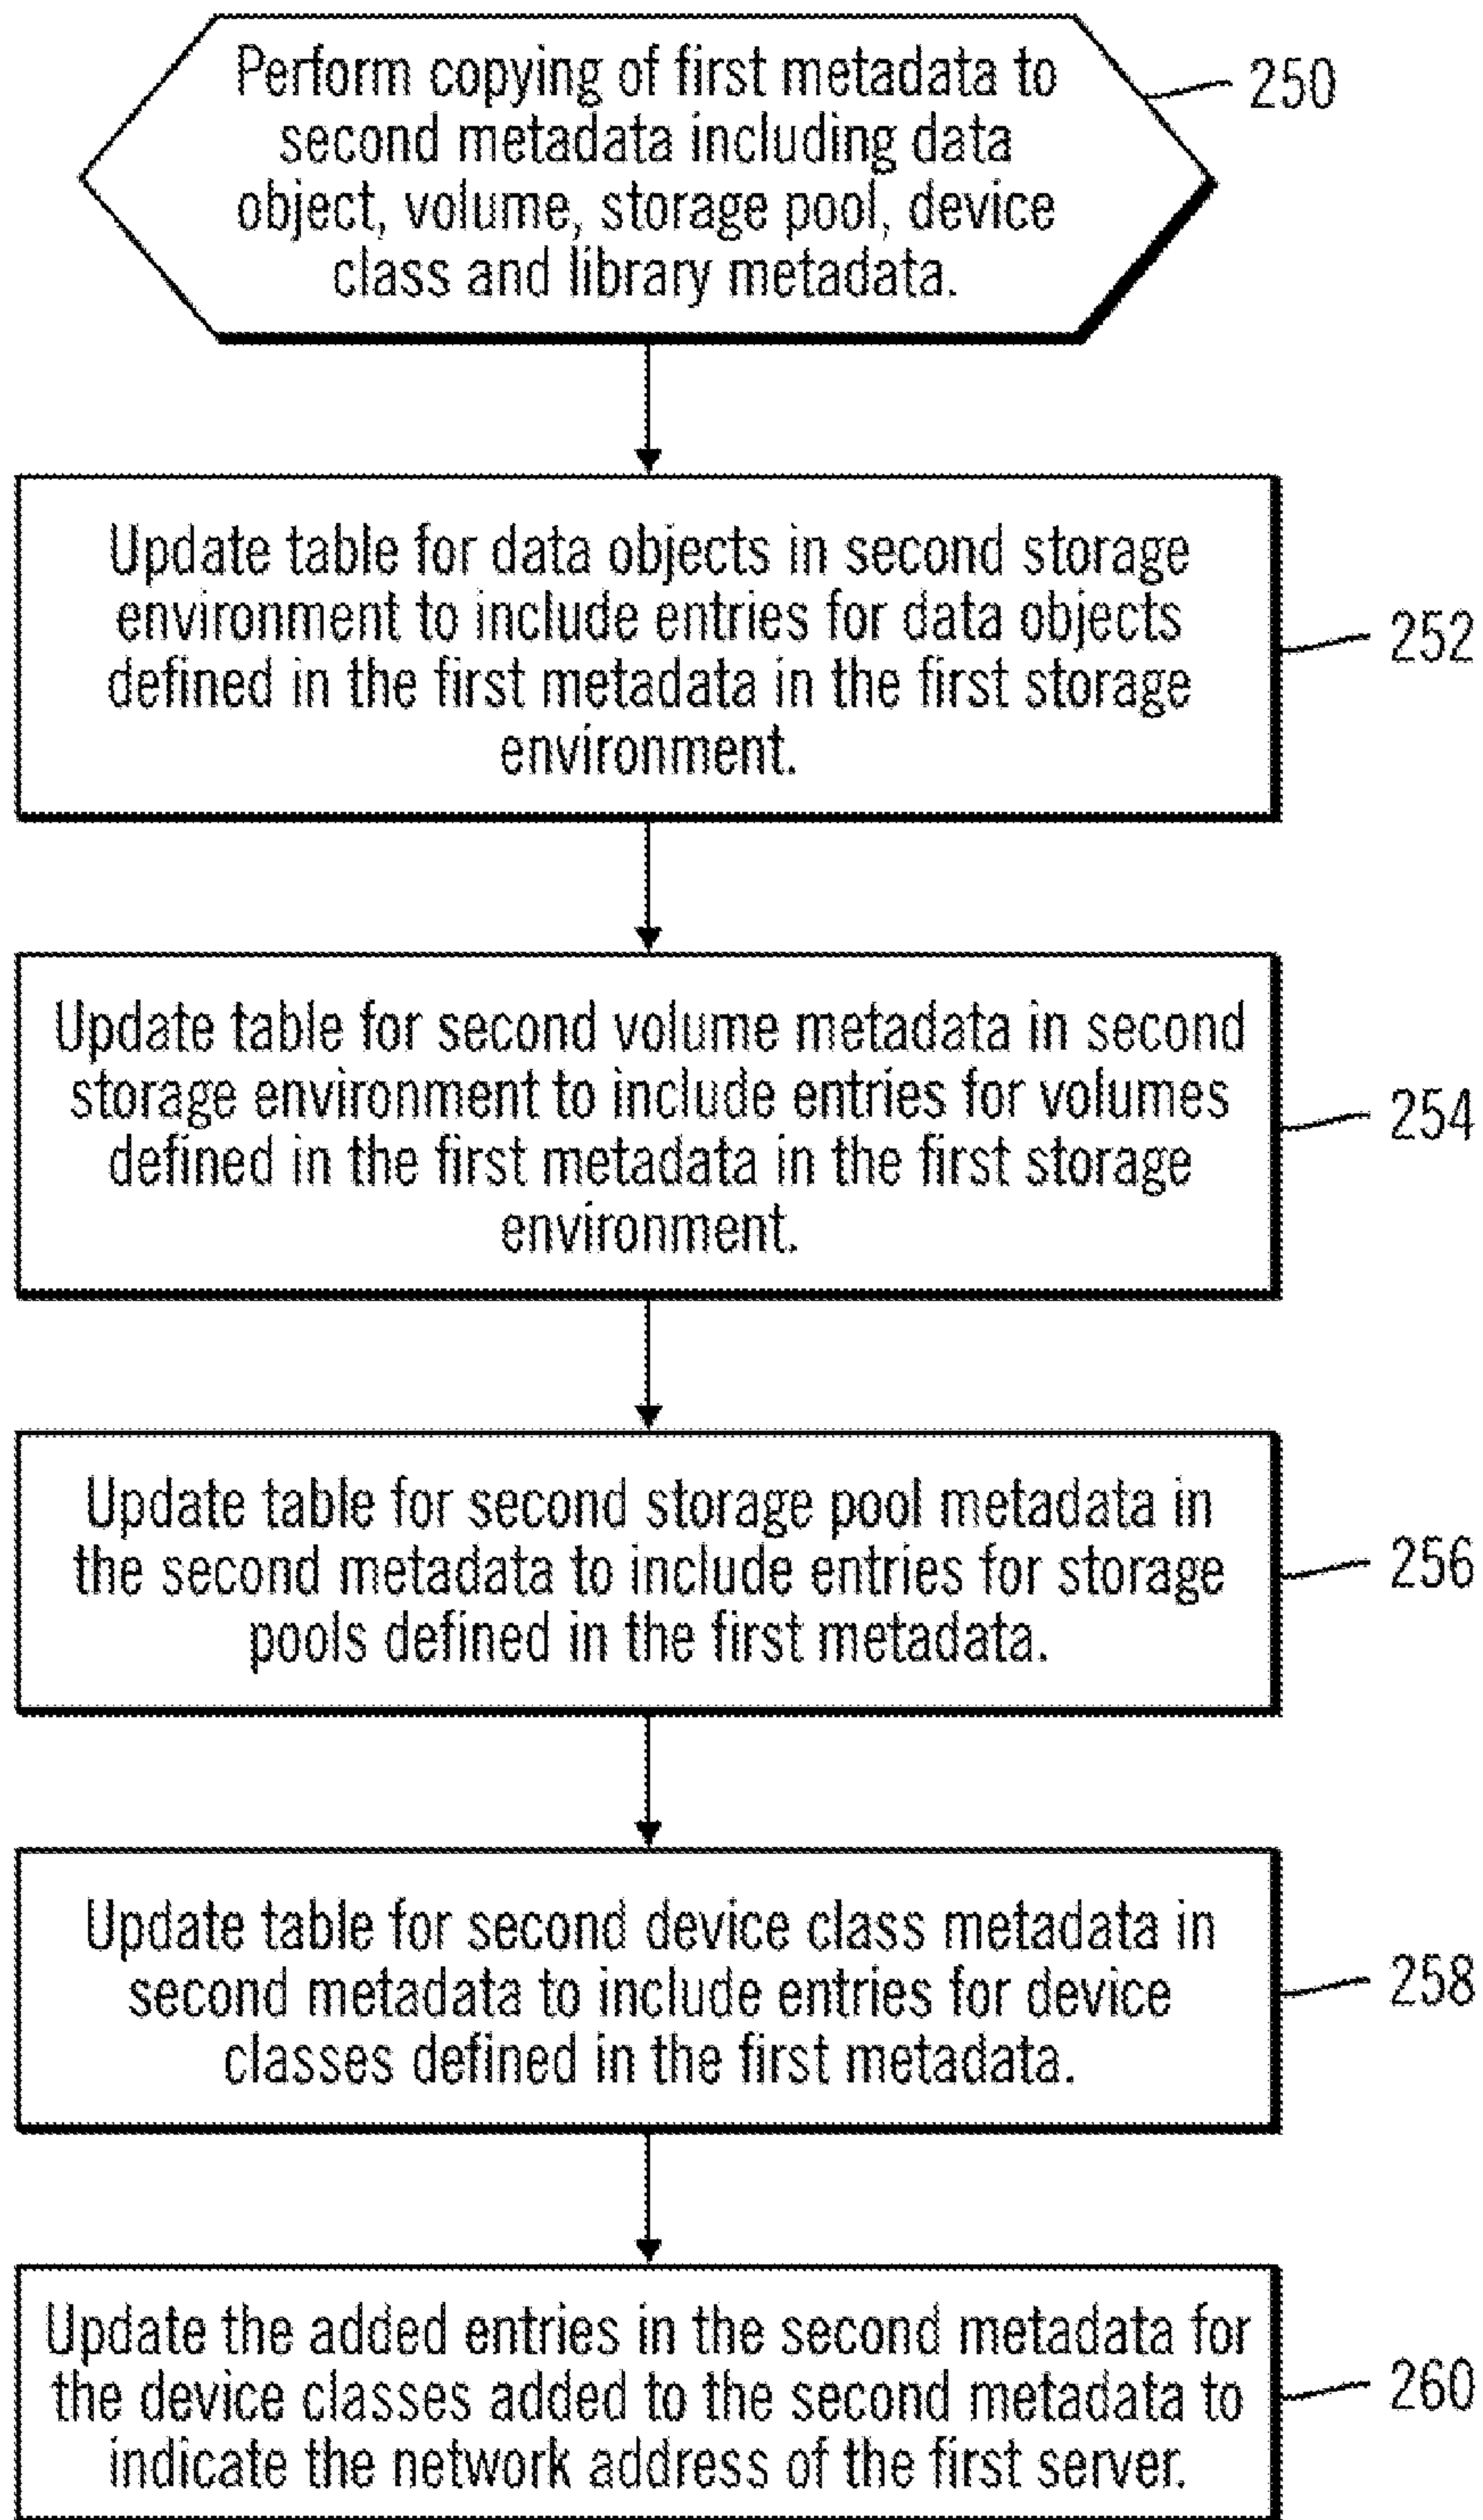 Perform copying of first metadata to
second metadata including data
object, volume, storage pool, device
class and library metadata.
250
Update table for data objects in second storage
environment to include entries for data objects
defined in the first metadata in the first storage
environment.
252
Update table for second volume metadata in second
storage environment to include entries for volumes
defined in the first metadata in the first storage
environment.
254
Update table for second storage pool metadata in
the second metadata to include entries for storage
pools defined in the first metadata.
256
Update table for second device class metadata in
second metadata to include entries for device
classes defined in the first metadata.
258
Update the added entries in the second metadata for
the device classes added to the second metadata to
indicate the network address of the first server.
260